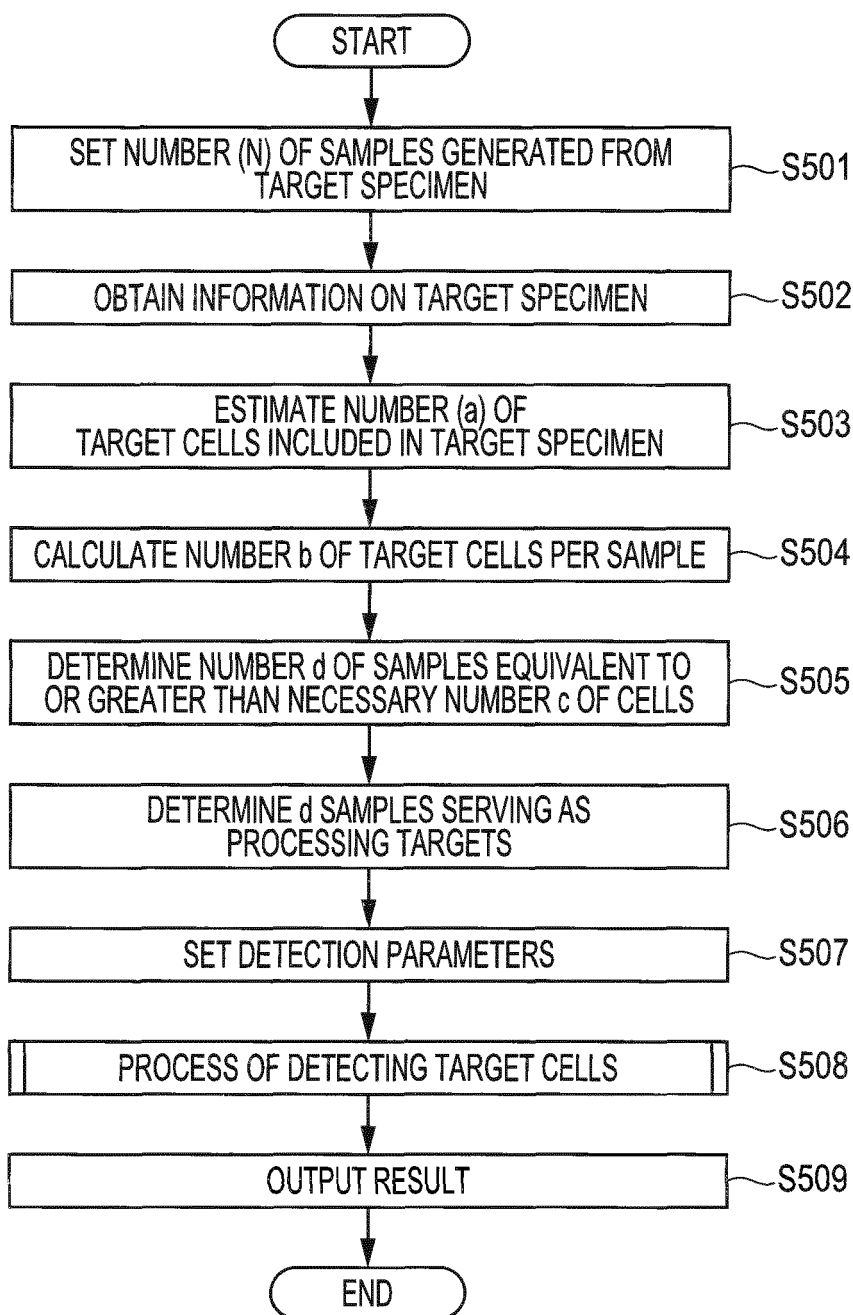 START
SET NUMBER (N) OF SAMPLES GENERATED FROM
TARGET SPECIMEN
S501
OBTAIN INFORMATION ON TARGET SPECIMEN
S502
ESTIMATE NUMBER (a) OF
TARGET CELLS INCLUDED IN TARGET SPECIMEN
S503
CALCULATE NUMBER b OF TARGET CELLS PER SAMPLE
S504
DETERMINE NUMBER d OF SAMPLES EQUIVALENT TO
OR GREATER THAN NECESSARY NUMBER c OF CELLS
S505
DETERMINE d SAMPLES SERVING AS
PROCESSING TARGETS
S506
SET DETECTION PARAMETERS
S507
PROCESS OF DETECTING TARGET CELLS
S508
OUTPUT RESULT
S509
END